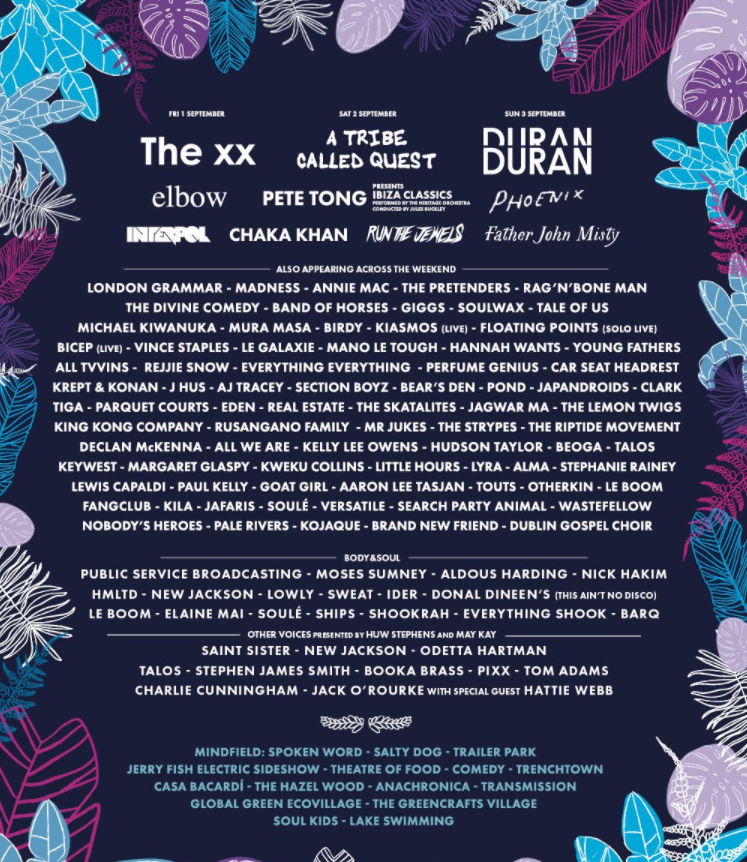 FRI 1 SEPTEMBER SAT 2 SEPTEMBER SUN 3 SEPTEMBER
The xx A TRIBE CALLED QUEST DURAN DURAN
elbow PETE TONG PRESENTS IBIZA CLASSICS PERFORMED BY THE HERITAGE ORCHESTRA CONDUCTED BY JULES BUCKLEY PHOENIX
INTERPOL CHAKA KHAN RUN THE JEWELS Father John Misty
ALSO APPEARING ACROSS THE WEEKEND
LONDON GRAMMAR - MADNESS - ANNIE MAC - THE PRETENDERS - RAG'N'BONE MAN
THE DIVINE COMEDY - BAND OF HORSES - GIGGS - SOULWAX - TALE OF US
MICHAEL KIWANUKA - MURA MASA - BIRDY - KIASMOS (LIVE) - FLOATING POINTS (SOLO LIVE)
BICEP (LIVE) - VINCE STAPLES - LE GALAXIE - MANO LE TOUGH - HANNAH WANTS - YOUNG FATHERS
ALL TVVINS - REJJIE SNOW - EVERYTHING EVERYTHING - PERFUME GENIUS - CAR SEAT HEADREST
KREPT & KONAN - J HUS - AJ TRACEY - SECTION BOYZ - BEAR'S DEN - POND - JAPANDROIDS - CLARK
TIGA - PARQUET COURTS - EDEN - REAL ESTATE - THE SKATALITES - JAGWAR MA - THE LEMON TWIGS
KING KONG COMPANY - RUSANGANO FAMILY - MR JUKES - THE STRYPES - THE RIPTIDE MOVEMENT
DECLAN McKENNA - ALL WE ARE - KELLY LEE OWENS - HUDSON TAYLOR - BEOGA - TALOS
KEYWEST - MARGARET GLASPY - KWEKU COLLINS - LITTLE HOURS - LYRA - ALMA - STEPHANIE RAINEY
LEWIS CAPALDI - PAUL KELLY - GOAT GIRL - AARON LEE TASJAN - TOUTS - OTHERKIN - LE BOOM
FANGCLUB - KILA - JAFARIS - SOULÉ - VERSATILE - SEARCH PARTY ANIMAL - WASTEFELLOW
NOBODY'S HEROES - PALE RIVERS - KOJAQUE - BRAND NEW FRIEND - DUBLIN GOSPEL CHOIR
BODY&SOUL
PUBLIC SERVICE BROADCASTING - MOSES SUMNEY - ALDOUS HARDING - NICK HAKIM
HMLTD - NEW JACKSON - LOWLY - SWEAT - IDER - DONAL DINEEN'S (THIS AIN'T NO DISCO)
LE BOOM - ELAINE MAI - SOULÉ - SHIPS - SHOOKRAH - EVERYTHING SHOOK - BARQ
OTHER VOICES PRESENTED BY HUW STEPHENS AND MAY KAY
SAINT SISTER - NEW JACKSON - ODETTA HARTMAN
TALOS - STEPHEN JAMES SMITH - BOOKA BRASS - PIXX - TOM ADAMS
CHARLIE CUNNINGHAM - JACK O'ROURKE WITH SPECIAL GUEST HATTIE WEBB
MINDFIELD: SPOKEN WORD - SALTY DOG - TRAILER PARK
JERRY FISH ELECTRIC SIDESHOW - THEATRE OF FOOD - COMEDY - TRENCHTOWN
CASA BACARDÍ - THE HAZEL WOOD - ANACHRONICA - TRANSMISSION
GLOBAL GREEN ECOVILLAGE - THE GREENCRAFTS VILLAGE
SOUL KIDS - LAKE SWIMMING